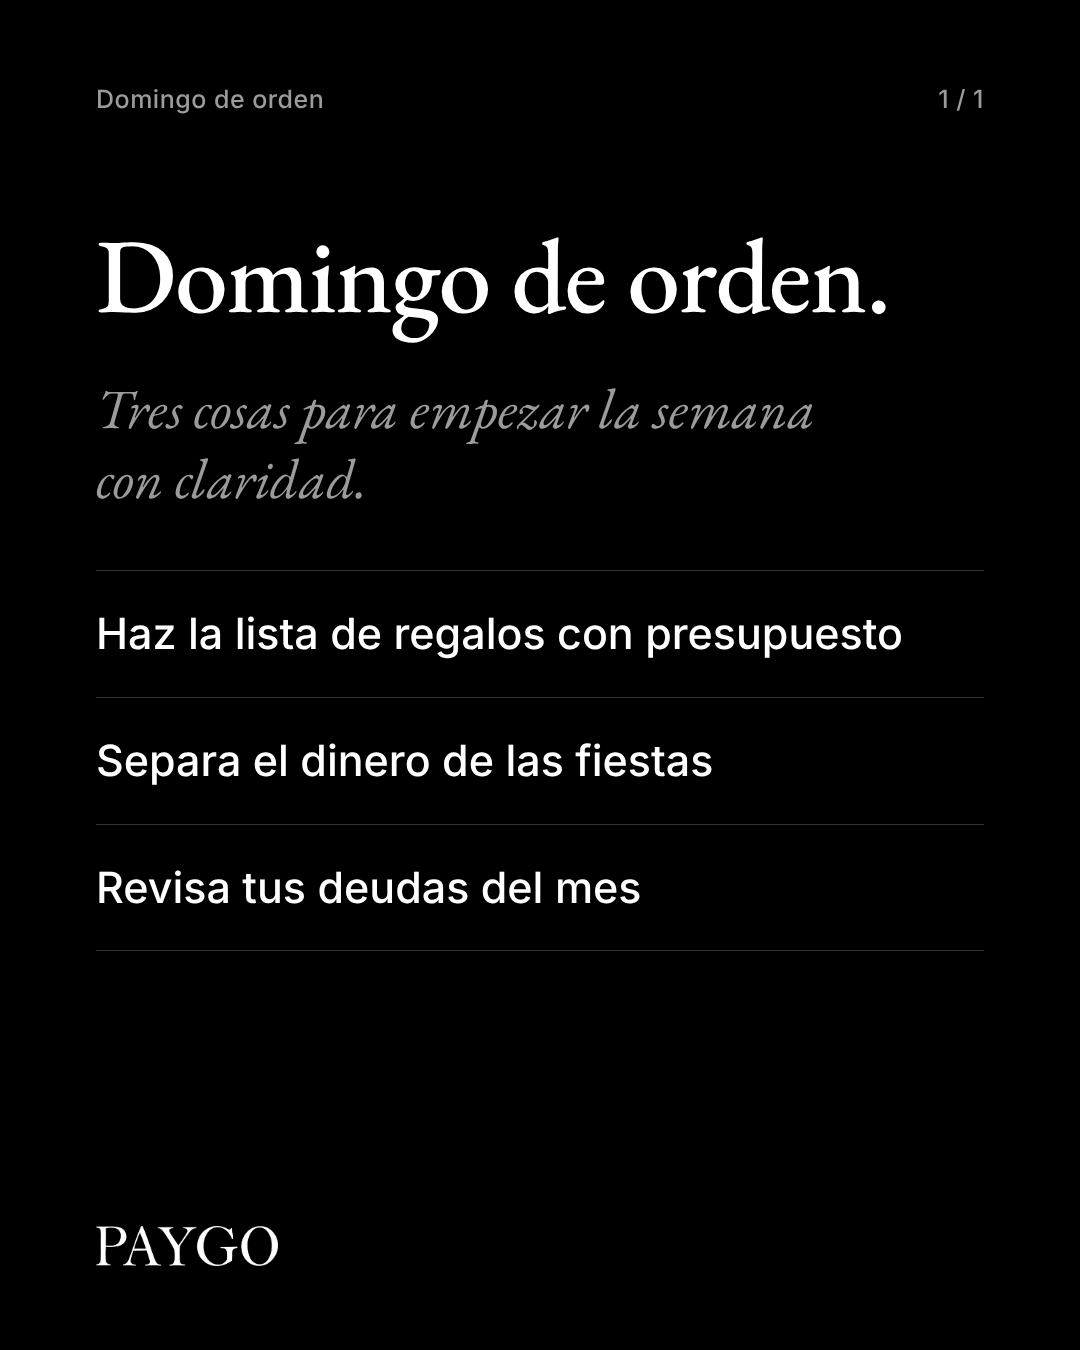 Domingo de orden
1 / 1
Domingo de orden.
Tres cosas para empezar la semana
con claridad.
Haz la lista de regalos con presupuesto
Separa el dinero de las fiestas
Revisa tus deudas del mes
PAYGO